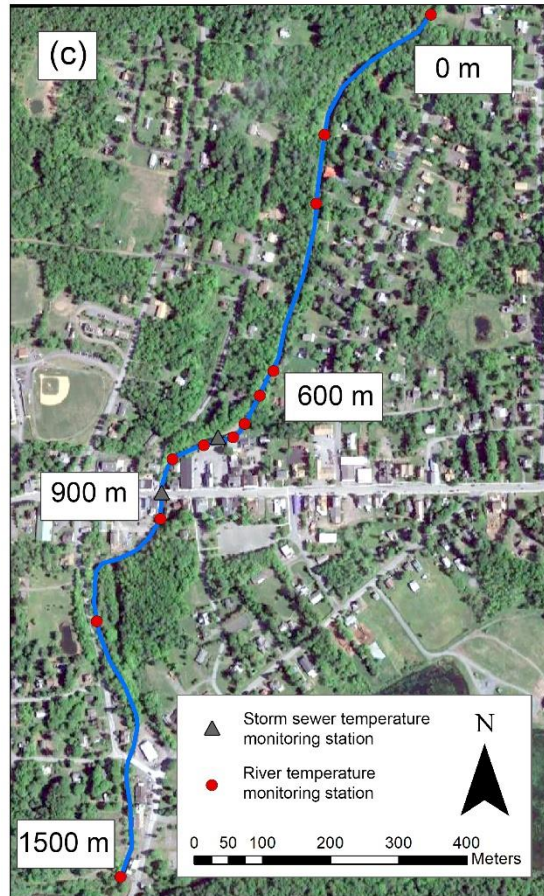 (c)
0 m
600 m
900 m
1500 m
Storm sewer temperature
monitoring station
River temperature
monitoring station
N
0 50 100 200 300 400
Meters